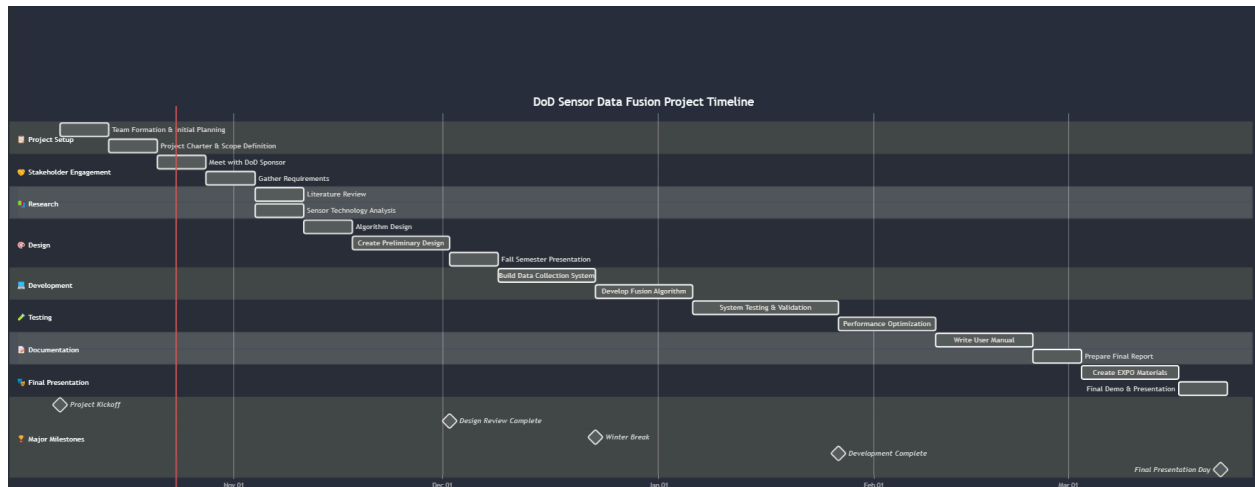 DoD Sensor Data Fusion Project Timeline
Team Formation & Initial Planning
Project Setup
Project Charter & Scope Definition
Meet with DoD Sponsor
Stakeholder Engagement
Gather Requirements
Literature Review
Research
Sensor Technology Analysis
Algorithm Design
Design
Create Preliminary Design
Fall Semester Presentation
Build Data Collection System
Development
Develop Fusion Algorithm
System Testing & Validation
Testing
Performance Optimization
Write User Manual
Documentation
Prepare Final Report
Create EXPO Materials
Final Presentation
Final Demo & Presentation
Project Kickoff
Design Review Complete
Major Milestones
Winter Break
Development Complete
Final Presentation Day
Nov 01
Dec 01
Jan 01
Feb 01
Mar 01